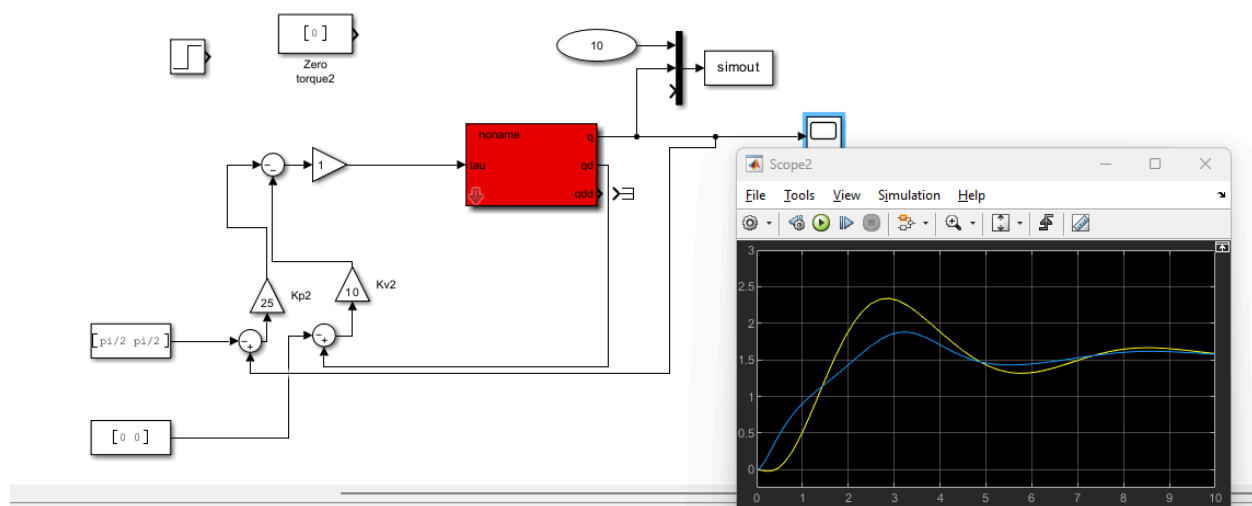 [ 0 ]
Zero
torque2
10
simout
noname
q
tau
qd
qdd
1
25
Kp2
10
Kv2
[pi/2 pi/2]
[0 0]
Scope2
File Tools View Simulation Help
3
2.5
2
1.5
1
0.5
0
0 1 2 3 4 5 6 7 8 9 10